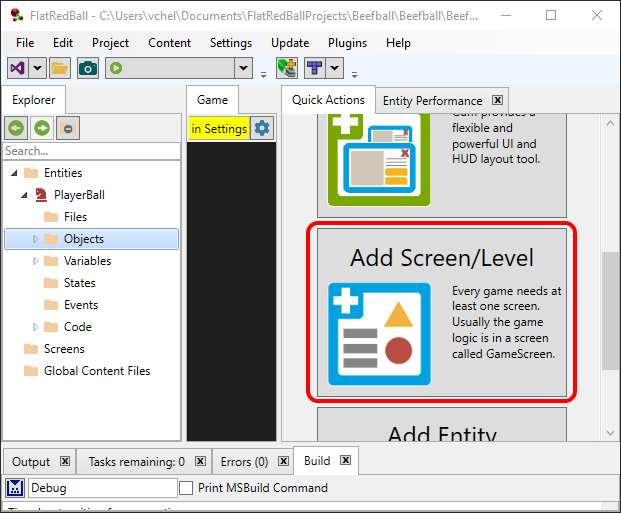 FlatRedBall - C:\Users\vchel\Documents\FlatRedBallProjects\Beefball\Beefball\Beef...
File Edit Project Content Settings Update Plugins Help
Explorer
Game
Quick Actions
Entity Performance
in Settings
Search...
Entities
PlayerBall
Files
Objects
Variables
States
Events
Code
Screens
Global Content Files
flexible and
powerful UI and
HUD layout tool.
Add Screen/Level
Every game needs at
least one screen.
Usually the game
logic is in a screen
called GameScreen.
Add Entity
Output
Tasks remaining: 0
Errors (0)
Build
Debug
Print MSBuild Command